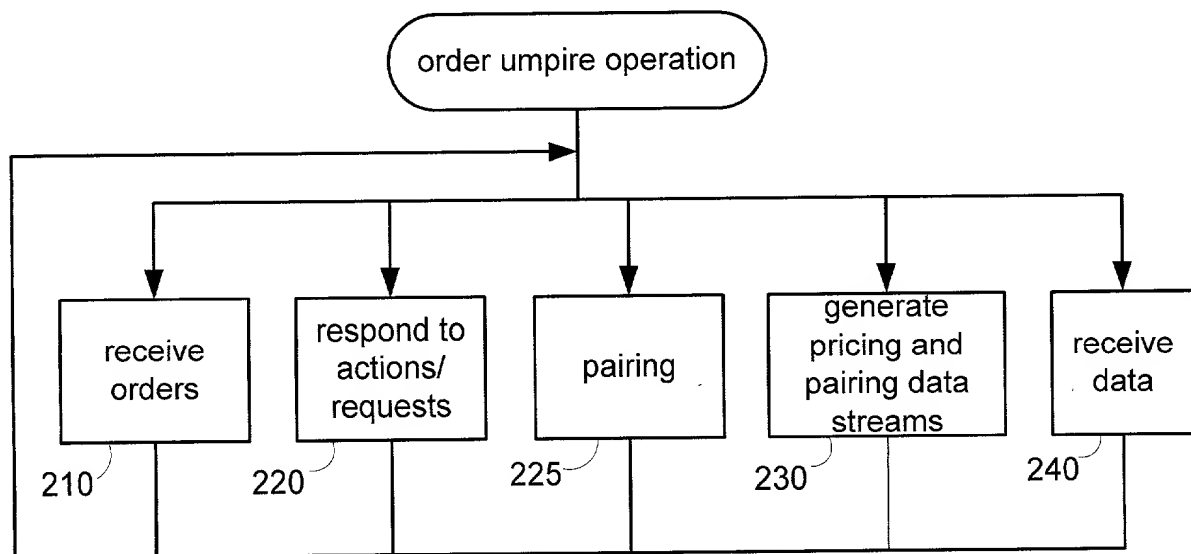 order umpire operation
receive
orders
respond to
actions/
requests
pairing
generate
pricing and
pairing data
streams
receive
data
210
220
225
230
240